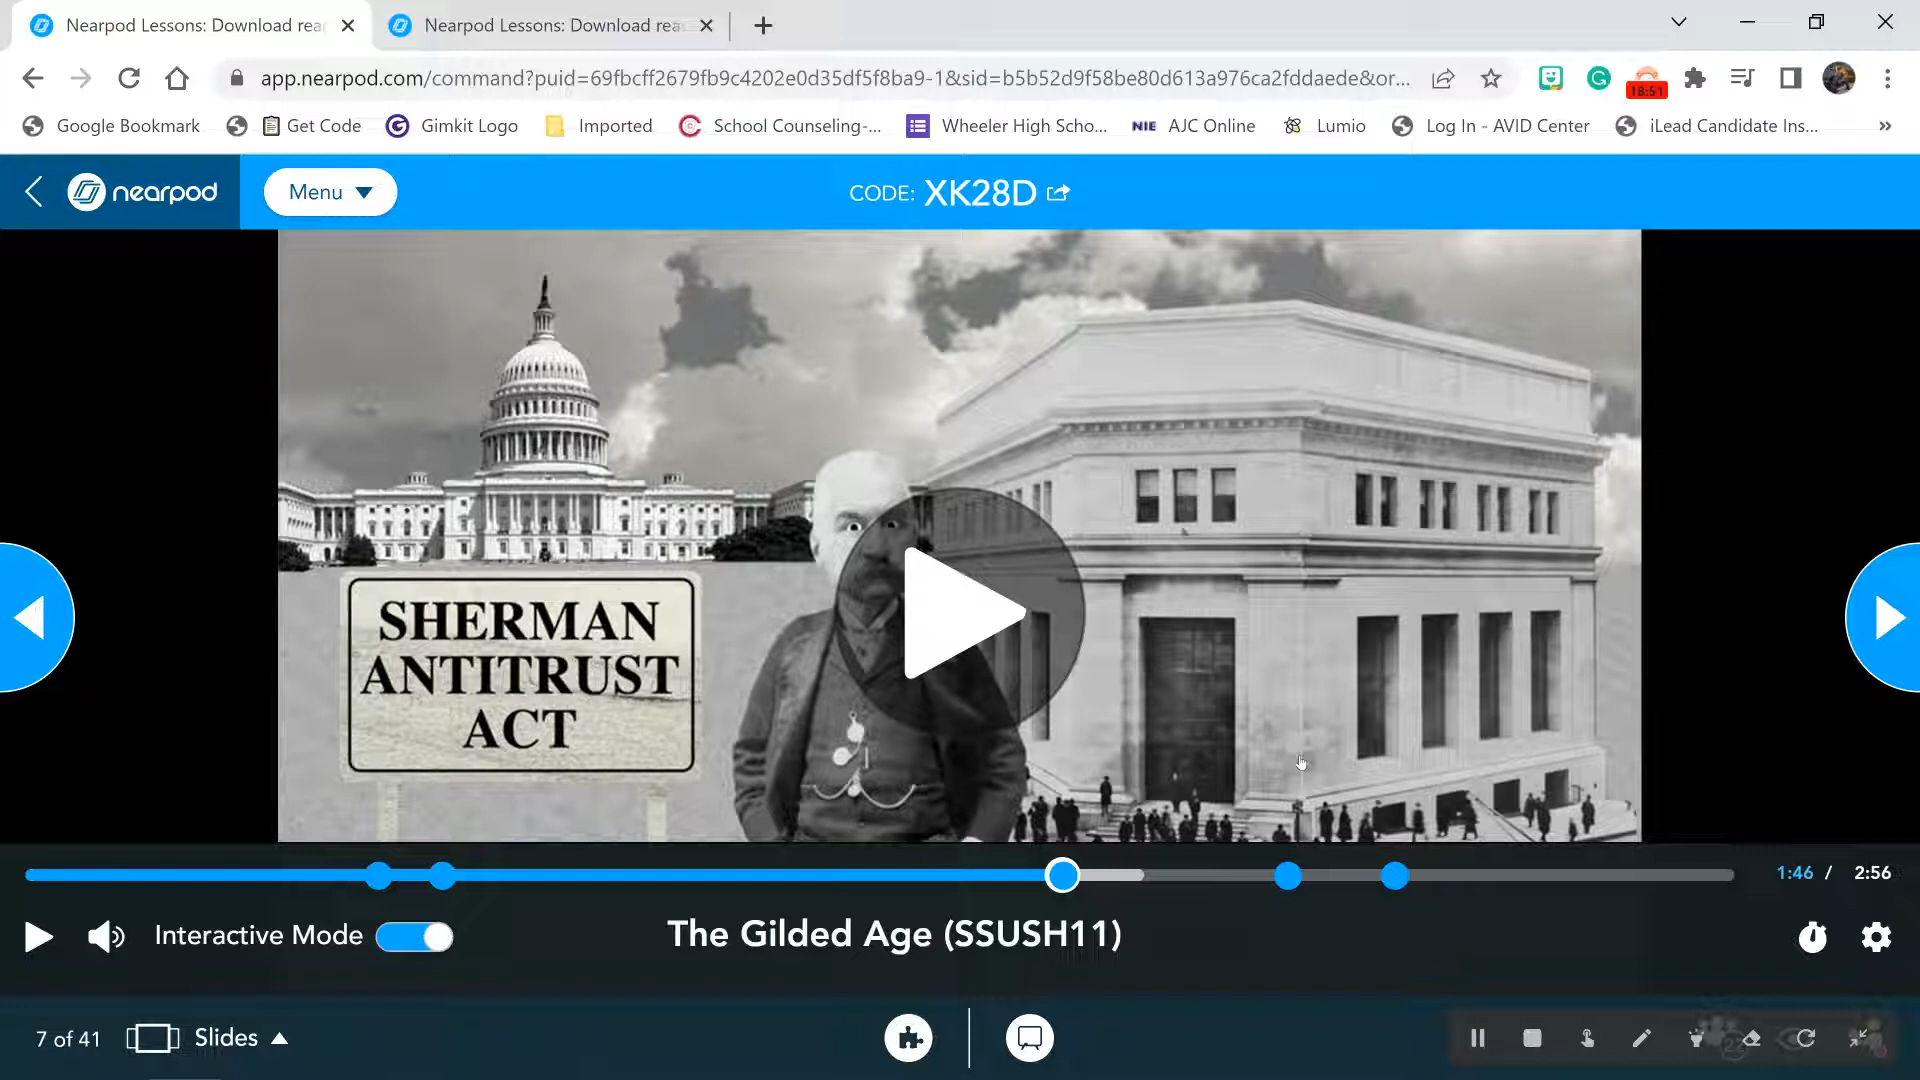 Nearpod Lessons: Download rea
Nearpod Lessons: Download rea
app.nearpod.com/command?puid=69fbcff2679fb9c4202e0d35df5f8ba9-1&sid=b5b52d9f58be80d613a976ca2fddaede&or...
18:51
Google Bookmark
Get Code
Gimkit Logo
Imported
School Counseling-...
Wheeler High Scho...
NIE AJC Online
Lumio
Log In - AVID Center
iLead Candidate Ins...
nearpod
Menu
CODE: XK28D
SHERMAN
ANTITRUST
ACT
1:46 / 2:56
Interactive Mode
The Gilded Age (SSUSH11)
7 of 41
Slides